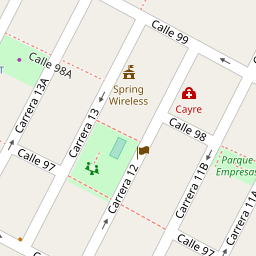 Calle 99
Calle 98A
Spring
Wireless
Cayre
Carrera 13A
Carrera 13
Calle 98
Parque
Empresas
Calle 97
Carrera 12
Carrera 11B
Carrera 11A
Calle 97